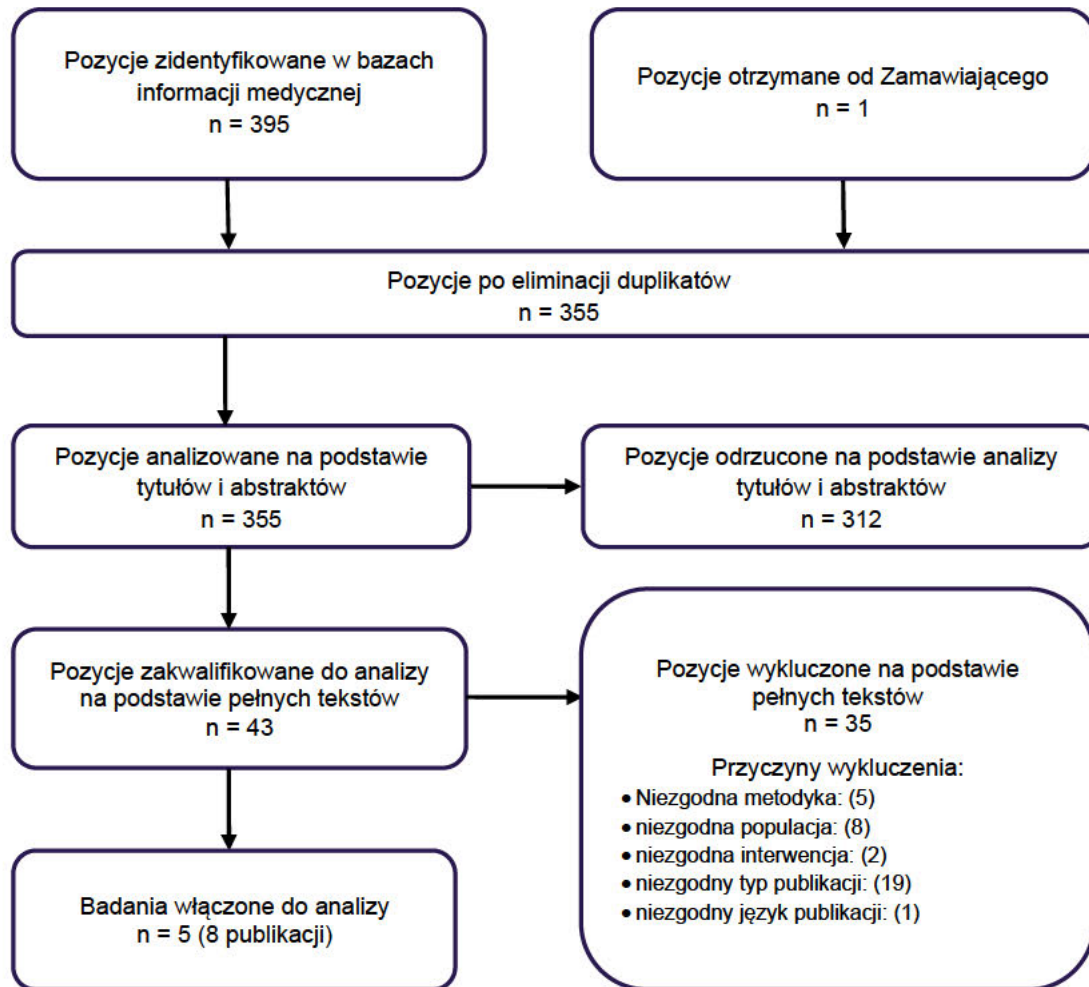 Pozycje zidentyfikowane w bazach
informacji medycznej
n = 395
Pozycje otrzymane od Zamawiającego
n = 1
Pozycje po eliminacji duplikatów
n = 355
Pozycje analizowane na podstawie
tytułów i abstraktów
n = 355
Pozycje odrzucone na podstawie analizy
tytułów i abstraktów
n = 312
Pozycje zakwalifikowane do analizy
na podstawie pełnych tekstów
n = 43
Pozycje wykluczone na podstawie
pełnych tekstów
n = 35
Przyczyny wykluczenia:
• Niezgodna metodyka: (5)
• niezgodna populacja: (8)
• niezgodna interwencja: (2)
• niezgodny typ publikacji: (19)
• niezgodny język publikacji: (1)
Badania włączone do analizy
n = 5 (8 publikacji)